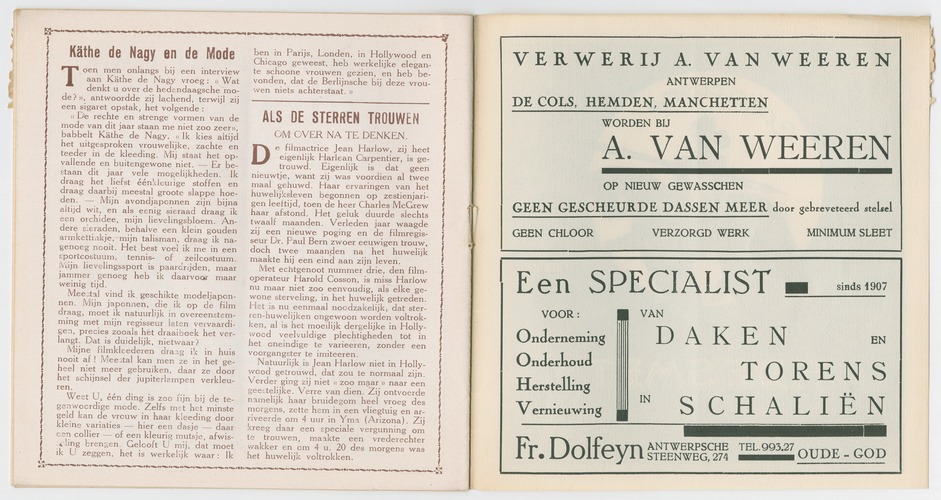 Käthe de Nagy en de Mode
Toen men onlangs bij een interview
aan Käthe de Nagy vroeg: « Wat
denkt u over de hedendaagsche mo-
de? », antwoordde zij lachend, terwijl zij
een sigaret opstak, het volgende :
« De rechte en strenge vormen van de
mode van dit jaar staan me niet zoo zeer»,
babbelt Käthe de Nagy. « Ik kies altijd
het uitgesproken vrouwelijke, zachte en
teeder in de kleeding. Mij staat het op-
vallende en buitengewone niet. — Er be-
staan dit jaar vele mogelijkheden. Ik
draag het liefst éénkleurige stoffen en
draag daarbij meestal groote slappe hoe-
den. — Mijn avondjaponnen zijn bijna
altijd wit, en als eenig sieraad draag ik
een orchidee, mijn lievelingsbloem. An-
dere sieraden, behalve een klein gouden
armkettinkje, mijn talisman, draag ik na-
genoeg nooit. Het best voel ik me in een
sportcostuum, tennis- of zeilcostuum.
Mijn lievelingssport is paardrijden, maar
jammer genoeg heb ik daarvoor maar
weinig tijd.
Meestal vind ik geschikte modeljapon-
nen. Mijn japonnen, die ik op de film
draag, moet ik natuurlijk in overeenstem-
ming met mijn regisseur laten vervaardi-
gen, precies zooals het draaiboek het ver-
langt. Dat is duidelijk, nietwaar?
Mijne filmkleederen draag ik in huis
nooit af! Meestal kan men ze in het ge-
heel niet meer gebruiken, daar ze door
het schijnsel der jupiterlampen verkleu-
ren.
Weet U, één ding is zoo fijn bij de te-
genwoordige mode. Zelfs met het minste
geld kan de vrouw in haar kleeding door
kleine variaties — hier een dasje — daar
een collier — of een kleurig mutsje, afwis-
seling brengen. Gelooft U mij, dat moet
ik U zeggen, het is werkelijk waar: Ik
ben in Parijs, Londen, in Hollywood en
Chicago geweest, heb werkelijke elegan-
te schoone vrouwen gezien, en heb be-
vonden, dat de Berlijnsche bij deze vrou-
wen niets achterstaat. »
ALS DE STERREN TROUWEN
OM OVER NA TE DENKEN.
De filmactrice Jean Harlow, zij heet
eigenlijk Harlean Carpentier, is ge-
trouwd. Eigenlijk is dat geen
nieuwtje, want zij was voordien al twee
maal gehuwd. Haar ervaringen van het
huwelijksleven begonnen op zestienjari-
gen leeftijd, toen de heer Charles McGrew
haar afstond. Het geluk duurde slechts
twaalf maanden. Verleden jaar waagde
zij een nieuwe poging en de filmregis-
seur Dr. Paul Bern zwoer eeuwigen trouw,
doch twee maanden na het huwelijk
maakte hij een eind aan zijn leven.
Met echtgenoot nummer drie, den film-
operateur Harold Cosson, is miss Harlow
nu maar niet zoo eenvoudig, als elke ge-
wone sterveling, in het huwelijk getreden.
Het is nu eenmaal noodzakelijk, dat ster-
ren-huwelijken ongewoon worden voltrok-
ken, al is het moeilijk dergelijke in Holly-
wood veelvuldige plechtigheden tot in
het oneindige te varieeren, zonder een
voorgangster te imiteeren.
Natuurlijk is Jean Harlow niet in Holly-
wood getrouwd, dat zou te normaal zijn.
Verder ging zij niet « zoo maar » naar een
geestelijke. Verre van dien. Zij ontvoerde
namelijk haar bruidegom heel vroeg des
morgens, zette hem in een vliegtuig en ar-
riveerde om 4 uur in Yma (Arizona). Zij
kreeg daar een speciale vergunning om
te trouwen, maakte een vrederechter
wakker en om 4 u. 20 des morgens was
het huwelijk voltrokken.
VERWERIJ A. VAN WEEREN
ANTWERPEN
DE COLS, HEMDEN, MANCHETTEN
WORDEN BIJ
A. VAN WEEREN
OP NIEUW GEWASSCHEN
GEEN GESCHEURDE DASSEN MEER door gebreveteerd stelsel
GEEN CHLOOR VERZORGD WERK MINIMUM SLEET
Een SPECIALIST sinds 1907
VOOR : VAN
Onderneming DAKEN EN
Onderhoud TORENS
Herstelling
Vernieuwing IN SCHALIËN
Fr. Dolfeyn ANTWERPSCHE STEENWEG, 274 TEL. 993,27 OUDE-GOD